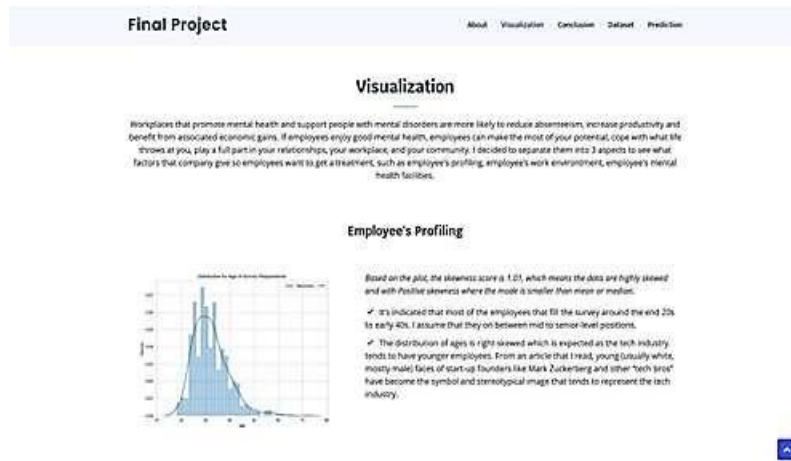 Final Project
About Visualization Conclusion Dataset Prediction
Visualization
Workplaces that promote mental health and support people with mental disorders are more likely to reduce absenteeism, increase productivity and
benefit from associated economic gains. If employees enjoy good mental health, employees can make the most of your potential, cope with what life
throws at you, play a full part in your relationships, your workplace, and your community. I decided to separate them into 3 aspects to see what
factors that company give so employees want to get a treatment, such as employee's profiling, employee's work environment, employee's mental
health facilities.
Employee's Profiling
Distribution for Age of Survey Respondents
Based on the plot, the skewness score is 1.01, which means the data are highly skewed
and with Positive skewness where the mode is smaller than mean or median.
✔ It's indicated that most of the employees that fill the survey around the end 20s
to early 40s. I assume that they on between mid to senior-level positions.
✔ The distribution of ages is right skewed which is expected as the tech industry
tends to have younger employees. From an article that I read, young (usually white,
mostly male) faces of start-up founders like Mark Zuckerberg and other "tech bros"
have become the symbol and stereotypical image that tends to represent the tech
industry.